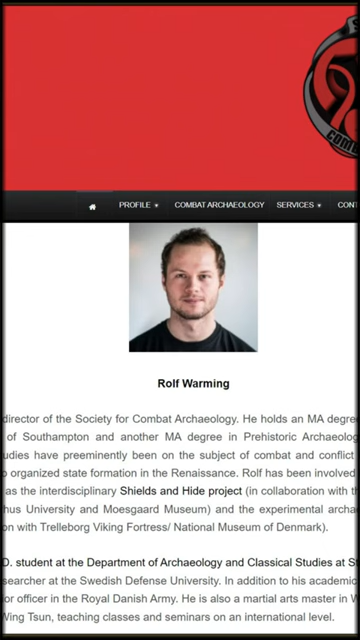 COMB
PROFILE
COMBAT ARCHAEOLOGY
SERVICES
CONT
Rolf Warming
director of the Society for Combat Archaeology. He holds an MA degre
of Southampton and another MA degree in Prehistoric Archaeolog
udies have preeminently been on the subject of combat and conflict
o organized state formation in the Renaissance. Rolf has been involved
as the interdisciplinary Shields and Hide project (in collaboration with th
hus University and Moesgaard Museum) and the experimental archa
on with Trelleborg Viking Fortress/ National Museum of Denmark).
D. student at the Department of Archaeology and Classical Studies at St
searcher at the Swedish Defense University. In addition to his academic
or officer in the Royal Danish Army. He is also a martial arts master in W
Wing Tsun, teaching classes and seminars on an international level.